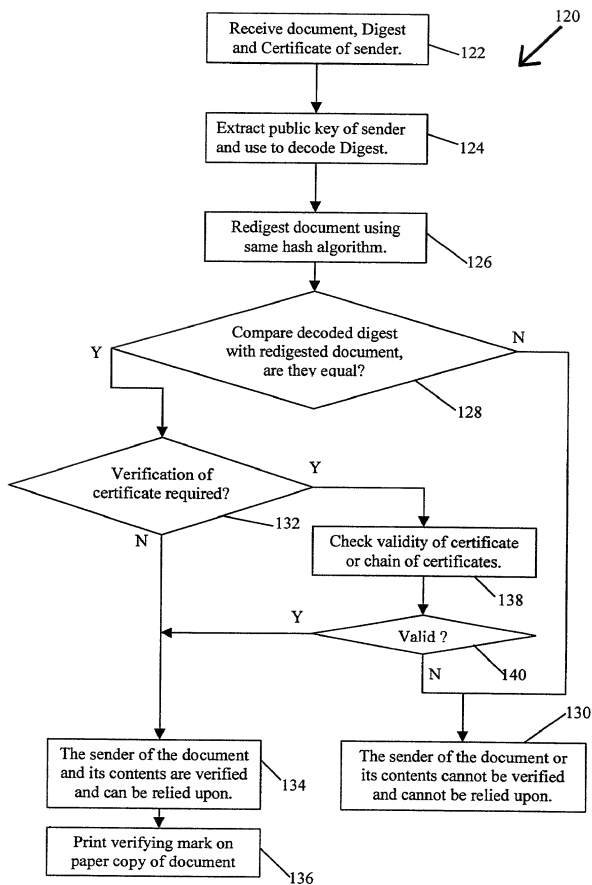 120
Receive document, Digest
and Certificate of sender.
122
Extract public key of sender
and use to decode Digest.
124
Redigest document using
same hash algorithm.
126
Compare decoded digest
with redigested document,
are they equal?
Y
N
128
Verification of
certificate required?
Y
132
N
Check validity of certificate
or chain of certificates.
138
Y
Valid ?
140
N
130
The sender of the document
and its contents are verified
and can be relied upon.
134
The sender of the document or
its contents cannot be verified
and cannot be relied upon.
Print verifying mark on
paper copy of document
136